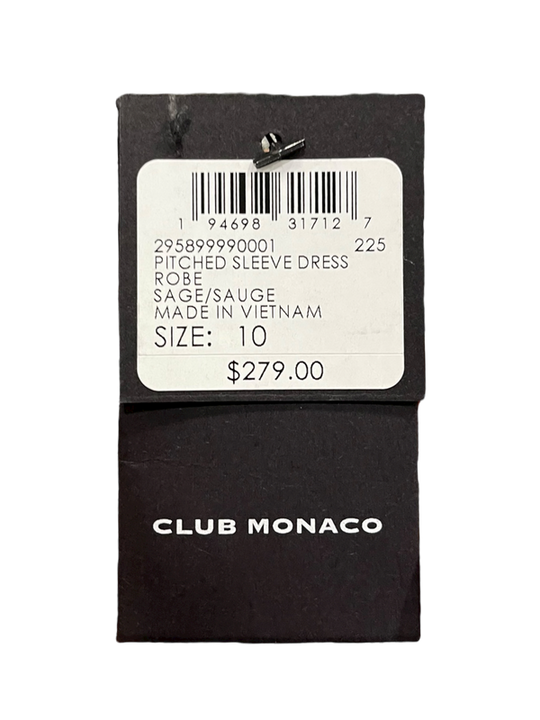 1 94698 31712 7
295899990001 225
PITCHED SLEEVE DRESS
ROBE
SAGE/SAUGE
MADE IN VIETNAM
SIZE: 10
$279.00
CLUB MONACO